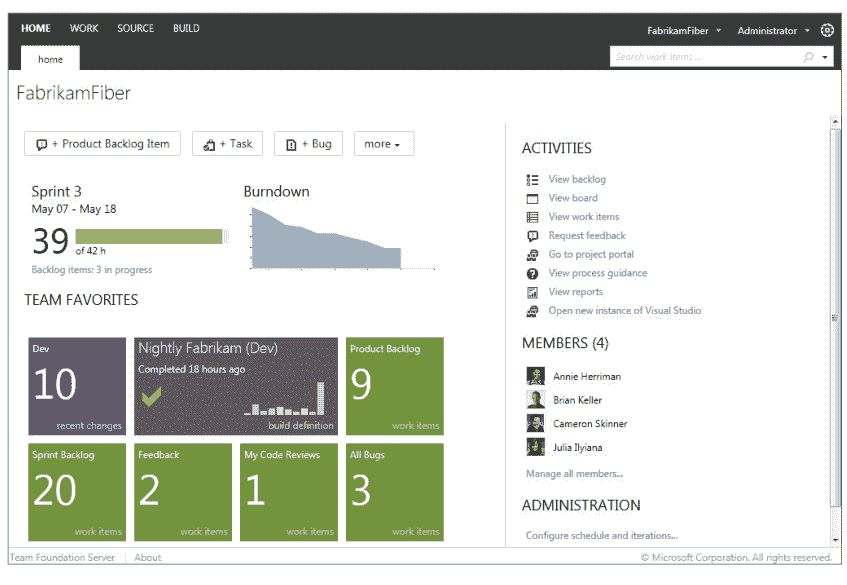 HOME WORK SOURCE BUILD
FabrikamFiber Administrator
home
Search work items ...
FabrikamFiber
+ Product Backlog Item + Task + Bug more
Sprint 3
May 07 - May 18
39
of 42 h
Backlog items: 3 in progress
Burndown
TEAM FAVORITES
Dev
10
recent changes
Nightly Fabrikam (Dev)
Completed 18 hours ago
build definition
Product Backlog
9
work items
Sprint Backlog
20
work items
Feedback
2
work items
My Code Reviews
1
work items
All Bugs
3
work items
ACTIVITIES
View backlog
View board
View work items
Request feedback
Go to project portal
View process guidance
View reports
Open new instance of Visual Studio
MEMBERS (4)
Annie Herriman
Brian Keller
Cameron Skinner
Julia Ilyiana
Manage all members...
ADMINISTRATION
Configure schedule and iterations...
Team Foundation Server About
© Microsoft Corporation. All rights reserved.